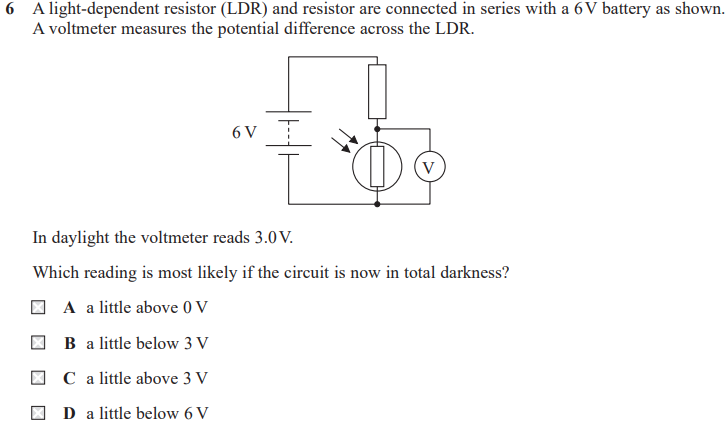 6 A light-dependent resistor (LDR) and resistor are connected in series with a 6 V battery as shown.
A voltmeter measures the potential difference across the LDR.
6 V
V
In daylight the voltmeter reads 3.0 V.
Which reading is most likely if the circuit is now in total darkness?
A a little above 0 V
B a little below 3 V
C a little above 3 V
D a little below 6 V